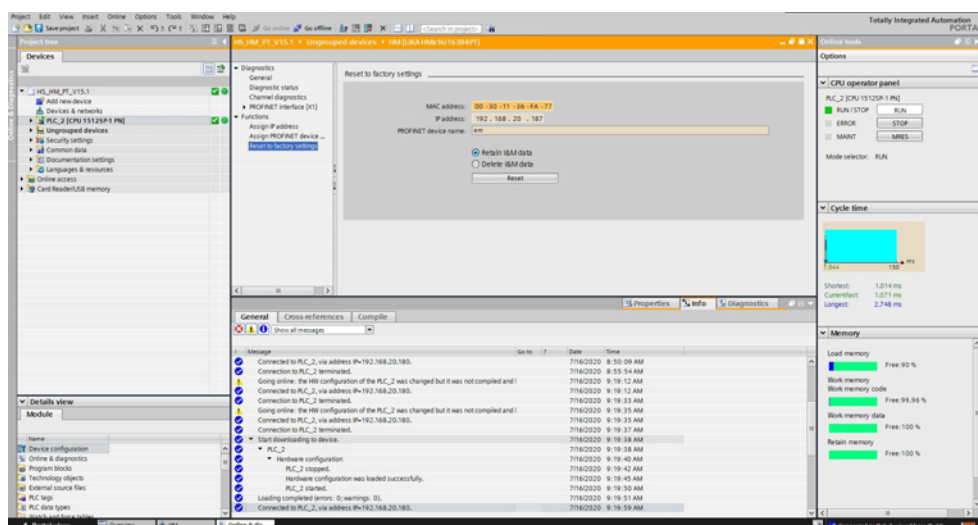 Project Edit View Insert Online Options Tools Window Help
Totally Integrated Automation
PORTAL
Save project
Go online
Go offline
<Search in project>
Project tree
HS_HM_PT_V15.1 ▸ Ungrouped devices ▸
Online tools
Devices
Options
HS_HM_PT_V15.1
Add new device
Devices & networks
PLC_2 [CPU 1512SP-1 PN]
Ungrouped devices
Security settings
Common data
Documentation settings
Languages & resources
Online access
Card Reader/USB memory
Diagnostics
General
Diagnostic status
Channel diagnostics
PROFINET interface [X1]
Functions
Assign IP address
Assign PROFINET device ...
Reset to factory settings
Reset to factory settings
MAC address: 00 -30 -11 -36 -FA -77
IP address: 192 . 168 . 20 . 187
PROFINET device name: em
Retain I&M data
Delete I&M data
Reset
CPU operator panel
PLC_2 [CPU 1512SP-1 PN]
RUN / STOP RUN
ERROR STOP
MAINT MRES
Mode selector: RUN
Cycle time
ms
1.044 150
Shortest: 1.014 ms
Current/last: 1.071 ms
Longest: 2.748 ms
Memory
Load memory
Free: 90 %
Work memory
Work memory code
Free: 99.96 %
Work memory data
Free: 100 %
Retain memory
Free: 100 %
Properties Info Diagnostics
General Cross-references Compile
Show all messages
Message Go to ? Date Time
Connected to PLC_2, via address IP=192.168.20.180. 7/16/2020 8:50:09 AM
Connection to PLC_2 terminated. 7/16/2020 8:55:54 AM
Going online: the HW configuration of the PLC_2 was changed but it was not compiled and l 7/16/2020 9:19:12 AM
Connected to PLC_2, via address IP=192.168.20.180. 7/16/2020 9:19:12 AM
Connection to PLC_2 terminated. 7/16/2020 9:19:33 AM
Going online: the HW configuration of the PLC_2 was changed but it was not compiled and l 7/16/2020 9:19:35 AM
Connected to PLC_2, via address IP=192.168.20.180. 7/16/2020 9:19:35 AM
Connection to PLC_2 terminated. 7/16/2020 9:19:37 AM
Start downloading to device. 7/16/2020 9:19:38 AM
PLC_2 7/16/2020 9:19:38 AM
Hardware configuration 7/16/2020 9:19:40 AM
PLC_2 stopped. 7/16/2020 9:19:42 AM
Hardware configuration was loaded successfully. 7/16/2020 9:19:45 AM
PLC_2 started. 7/16/2020 9:19:50 AM
Loading completed (errors: 0; warnings: 0). 7/16/2020 9:19:51 AM
Connected to PLC_2, via address IP=192.168.20.180. 7/16/2020 9:19:59 AM
Details view
Module
Name
Device configuration
Online & diagnostics
Program blocks
Technology objects
External source files
PLC tags
PLC data types
Watch and force tables
Portal view
Overview